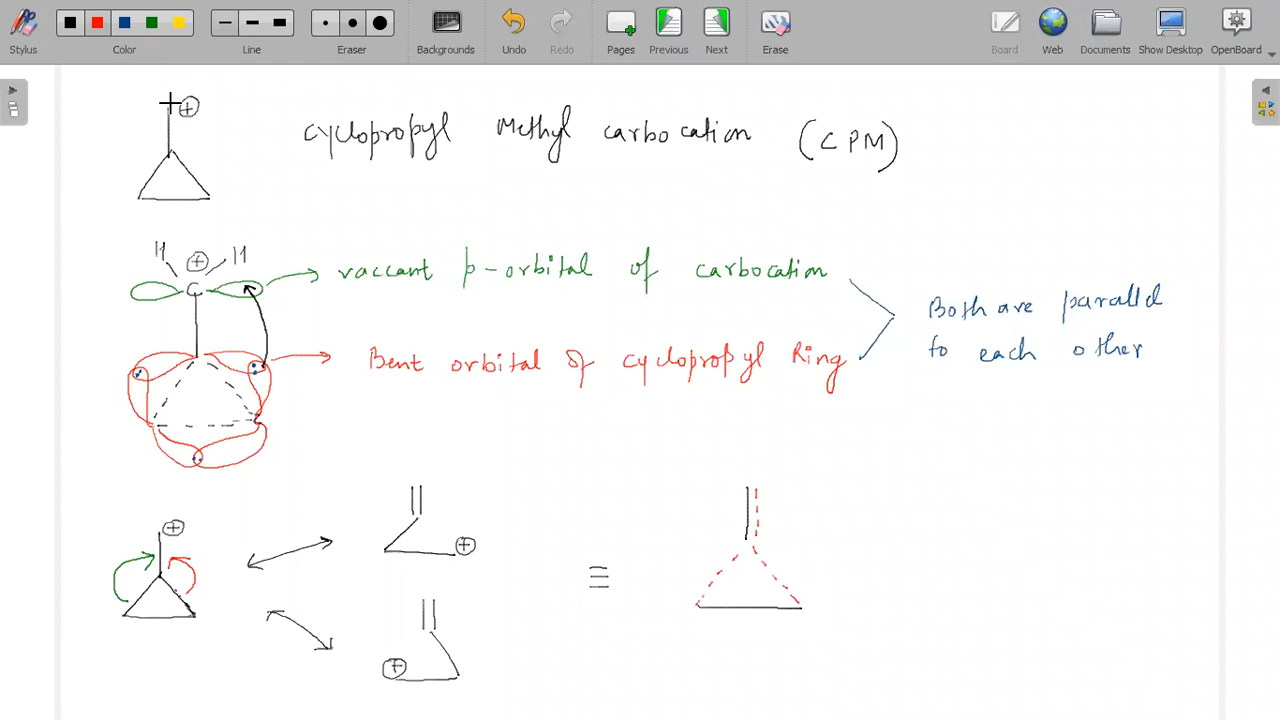 Stylus
Color
Line
Eraser
Backgrounds
Undo
Redo
Pages
Previous
Next
Erase
Board
Web
Documents
Show Desktop
OpenBoard
⊕
cyclopropyl Methyl carbocation (CPM)
H ⊕ H
C
vaccant p-orbital of carbocation
Bent orbital of cyclopropyl Ring
Both are parallel
to each other
⊕
⊕
≡
⊕